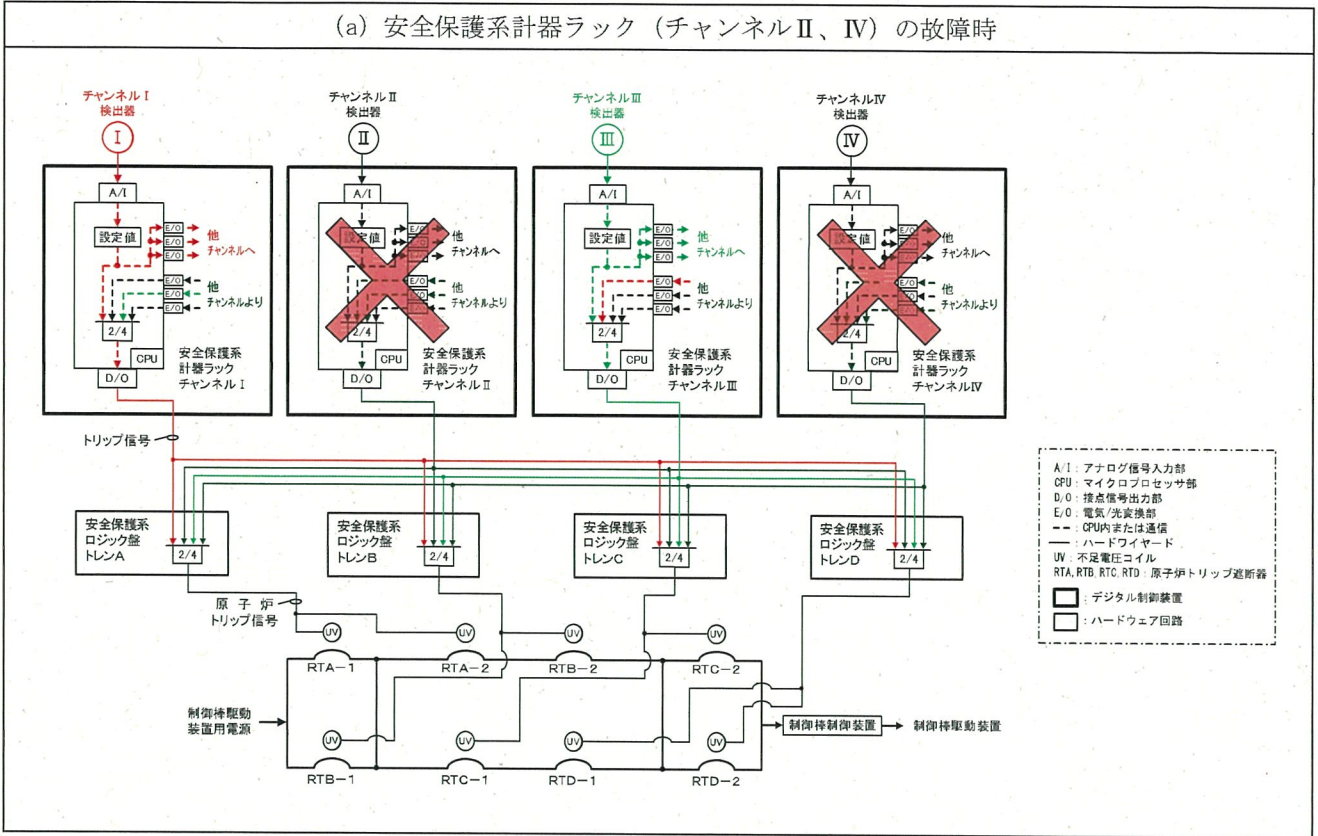 (a) 安全保護系計器ラック（チャンネルⅡ、Ⅳ）の故障時
チャンネルⅠ
検出器
Ⅰ
チャンネルⅡ
検出器
Ⅱ
チャンネルⅢ
検出器
Ⅲ
チャンネルⅣ
検出器
Ⅳ
A/I
設定値
E/O
E/O
E/O
他
チャンネルへ
E/O
E/O
E/O
他
チャンネルより
2/4
CPU
D/O
安全保護系
計器ラック
チャンネルⅠ
A/I
設定値
E/O
E/O
E/O
他
チャンネルへ
E/O
E/O
E/O
他
チャンネルより
2/4
CPU
D/O
安全保護系
計器ラック
チャンネルⅡ
A/I
設定値
E/O
E/O
E/O
他
チャンネルへ
E/O
E/O
E/O
他
チャンネルより
2/4
CPU
D/O
安全保護系
計器ラック
チャンネルⅢ
A/I
設定値
E/O
E/O
E/O
他
チャンネルへ
E/O
E/O
E/O
他
チャンネルより
2/4
CPU
D/O
安全保護系
計器ラック
チャンネルⅣ
トリップ信号
安全保護系
ロジック盤
トレンA
2/4
安全保護系
ロジック盤
トレンB
2/4
安全保護系
ロジック盤
トレンC
2/4
安全保護系
ロジック盤
トレンD
2/4
原子炉
トリップ信号
UV
UV
UV
UV
RTA-1
RTA-2
RTB-2
RTC-2
制御棒駆動
装置用電源
UV
UV
UV
UV
RTB-1
RTC-1
RTD-1
RTD-2
制御棒制御装置
制御棒駆動装置
A/I：アナログ信号入力部
CPU：マイクロプロセッサ部
D/O：接点信号出力部
E/O：電気/光変換部
：CPU内または通信
：ハードワイヤード
UV：不足電圧コイル
RTA,RTB,RTC,RTD：原子炉トリップ遮断器
：デジタル制御装置
：ハードウェア回路